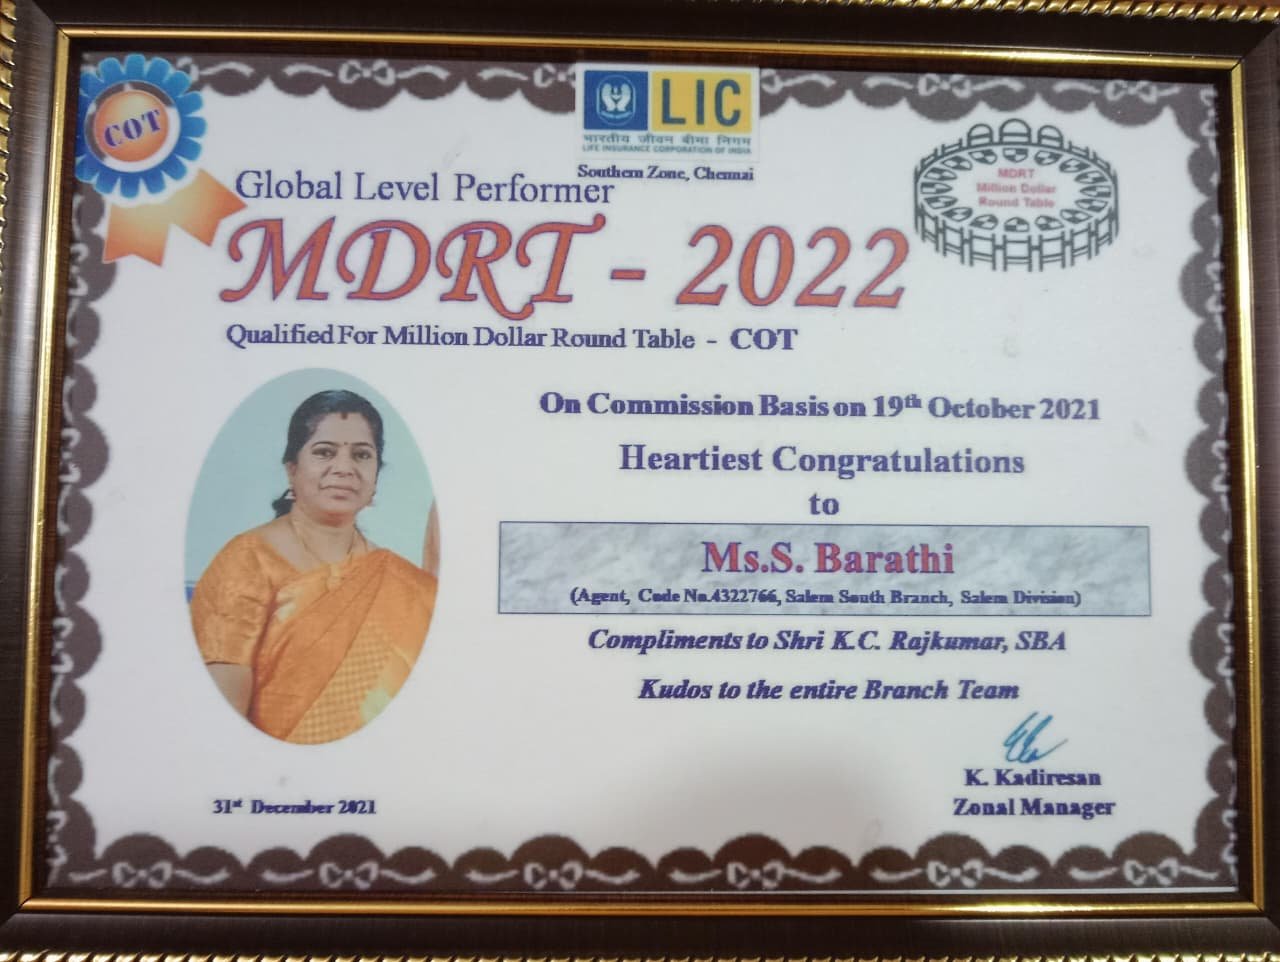 COT
LIC
भारतीय जीवन बीमा निगम
LIFE INSURANCE CORPORATION OF INDIA
Southern Zone, Chennai
MDRT
Million Dollar
Round Table
Global Level Performer
MDRT - 2022
Qualified For Million Dollar Round Table - COT
On Commission Basis on 19th October 2021
Heartiest Congratulations
to
Ms.S. Barathi
(Agent, Code No.4322766, Salem South Branch, Salem Division)
Compliments to Shri K.C. Rajkumar, SBA
Kudos to the entire Branch Team
K. Kadiresan
Zonal Manager
31st December 2021